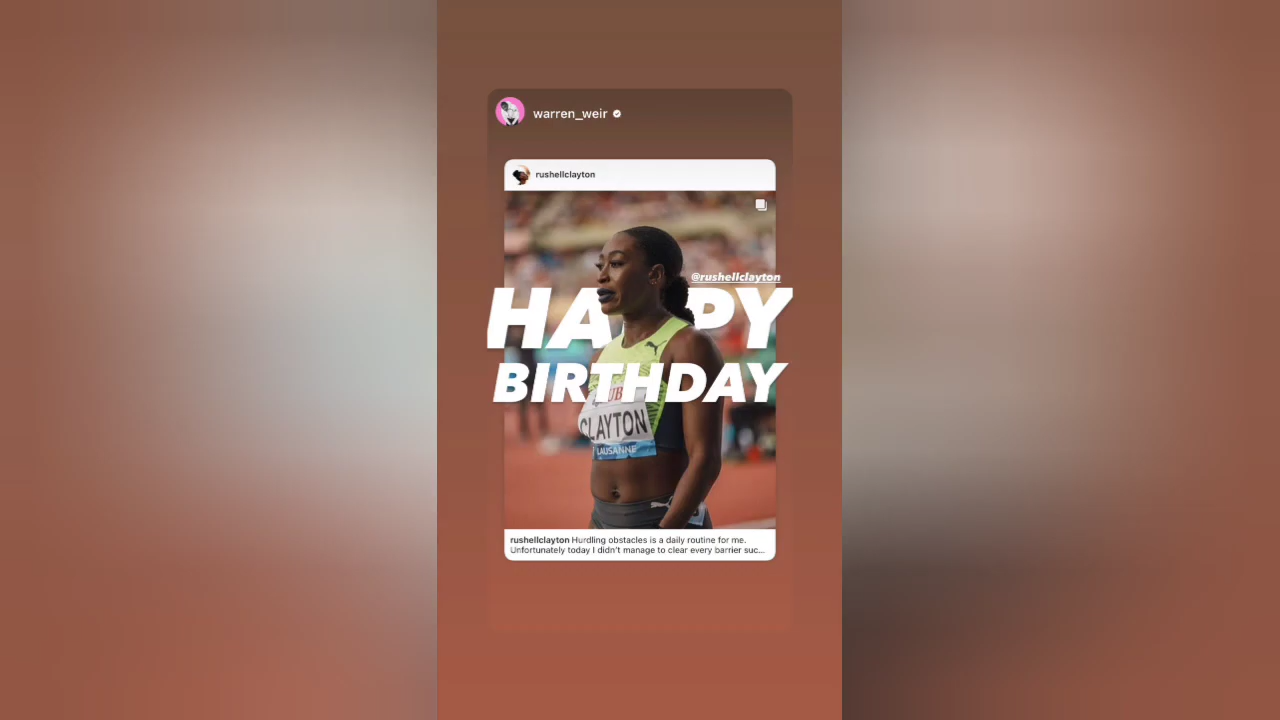 warren_weir
rushellclayton
@rushellclayton
HAPPY
BIRTHDAY
CLAYTON
LAUSANNE
rushellclayton Hurdling obstacles is a daily routine for me.
Unfortunately today I didn't manage to clear every barrier suc...